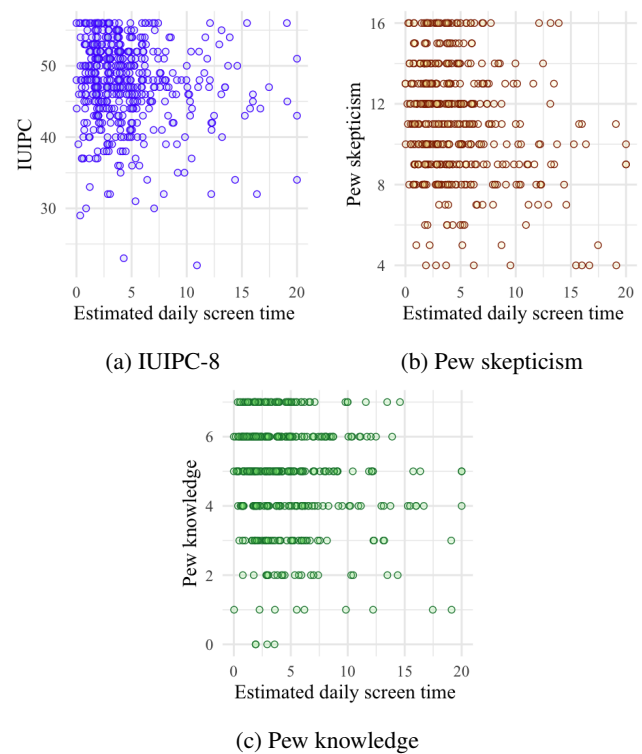 IUIPC
50
40
30
0 5 10 15 20
Estimated daily screen time
(a) IUIPC-8
Pew skepticism
16
12
8
4
0 5 10 15 20
Estimated daily screen time
(b) Pew skepticism
Pew knowledge
6
4
2
0
0 5 10 15 20
Estimated daily screen time
(c) Pew knowledge